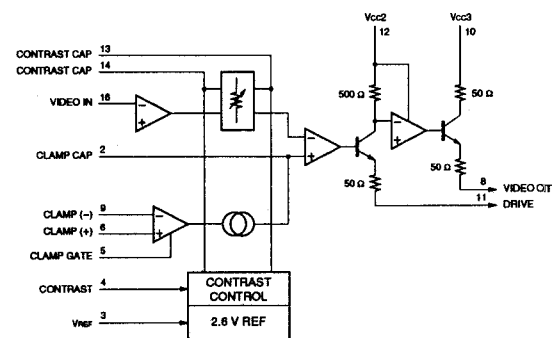 Vcc2
12
Vcc3
10
CONTRAST CAP 13
CONTRAST CAP 14
500 Ω
50 Ω
VIDEO IN 16
−
+
−
+
−
+
CLAMP CAP 2
50 Ω
50 Ω
8 VIDEO OUT
11 DRIVE
CLAMP (−) 9
CLAMP (+) 6
−
+
CLAMP GATE 5
CONTRAST 4
CONTRAST
CONTROL
VREF 3
2.6 V REF